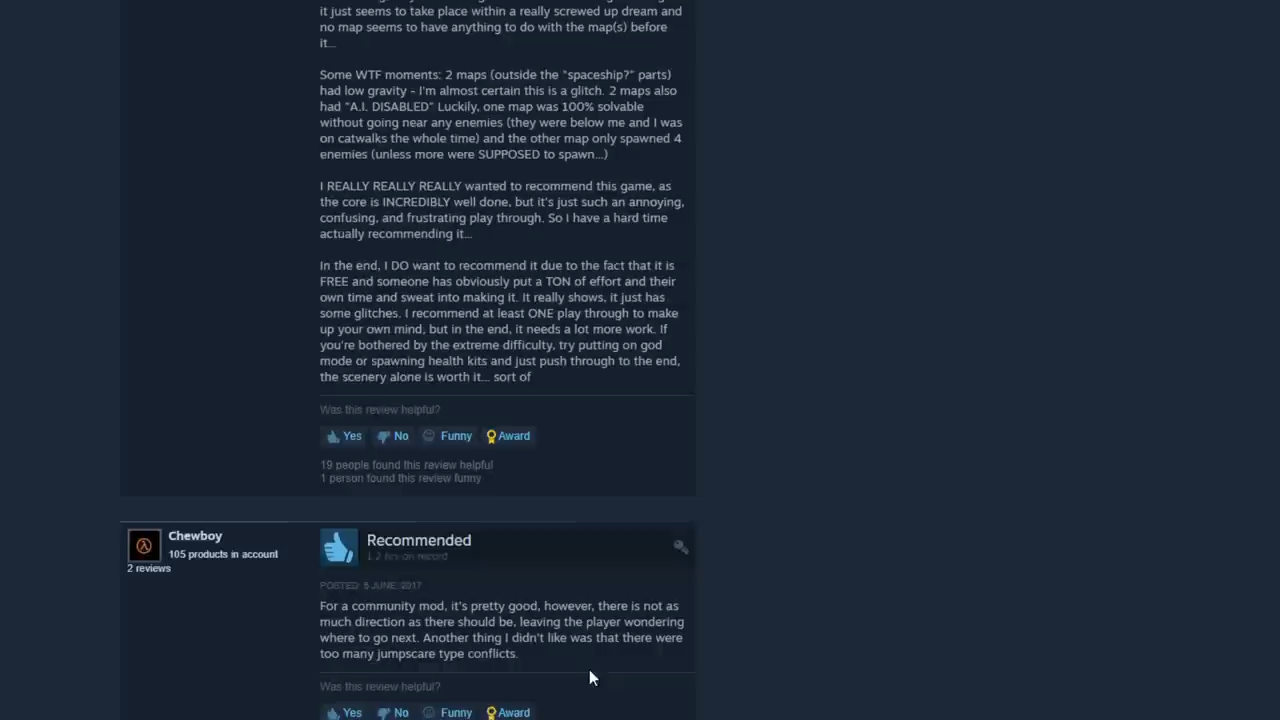 it just seems to take place within a really screwed up dream and
no map seems to have anything to do with the map(s) before
it...
Some WTF moments: 2 maps (outside the "spaceship?" parts)
had low gravity - I'm almost certain this is a glitch. 2 maps also
had "A.I. DISABLED" Luckily, one map was 100% solvable
without going near any enemies (they were below me and I was
on catwalks the whole time) and the other map only spawned 4
enemies (unless more were SUPPOSED to spawn...)
I REALLY REALLY REALLY wanted to recommend this game, as
the core is INCREDIBLY well done, but it's just such an annoying,
confusing, and frustrating play through. So I have a hard time
actually recommending it...
In the end, I DO want to recommend it due to the fact that it is
FREE and someone has obviously put a TON of effort and their
own time and sweat into making it. It really shows, it just has
some glitches. I recommend at least ONE play through to make
up your own mind, but in the end, it needs a lot more work. If
you're bothered by the extreme difficulty, try putting on god
mode or spawning health kits and just push through to the end,
the scenery alone is worth it... sort of
Was this review helpful?
Yes No Funny Award
19 people found this review helpful
1 person found this review funny
Chewboy
105 products in account
2 reviews
Recommended
1.2 hrs on record
POSTED: 5 JUNE, 2017
For a community mod, it's pretty good, however, there is not as
much direction as there should be, leaving the player wondering
where to go next. Another thing I didn't like was that there were
too many jumpscare type conflicts.
Was this review helpful?
Yes No Funny Award